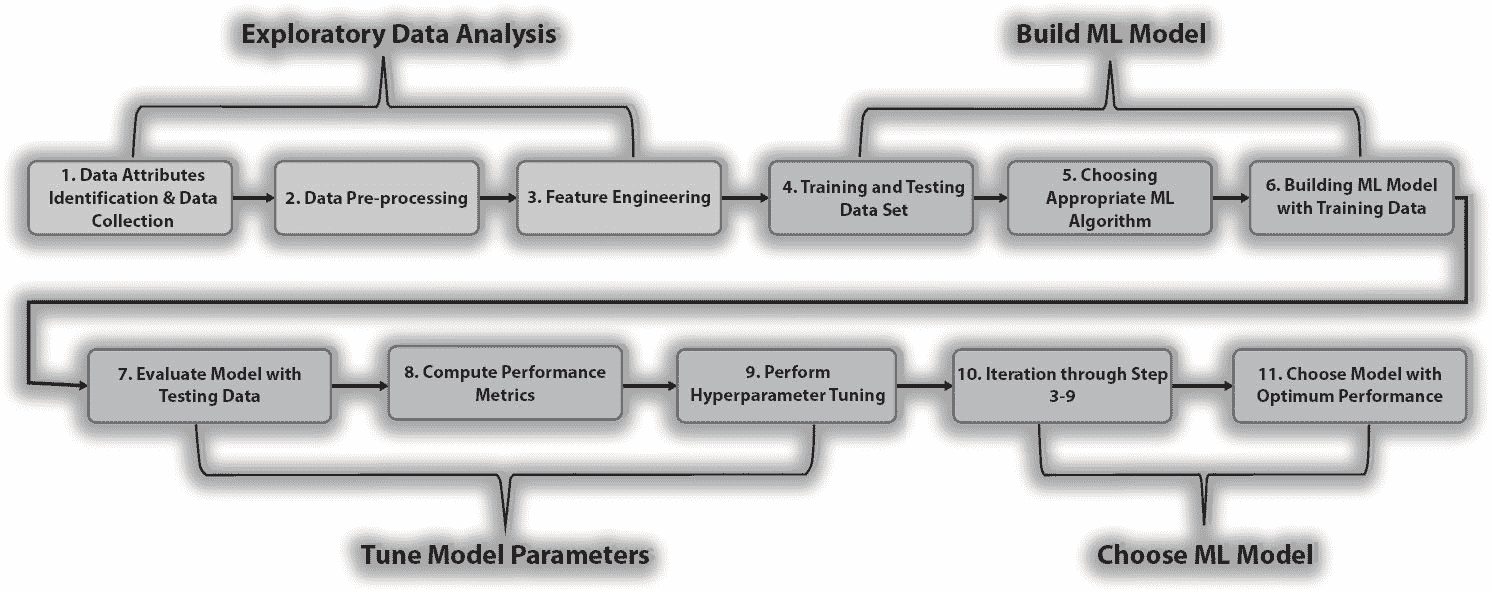 Exploratory Data Analysis
Build ML Model
1. Data Attributes
Identification & Data
Collection
2. Data Pre-processing
3. Feature Engineering
4. Training and Testing
Data Set
5. Choosing
Appropriate ML
Algorithm
6. Building ML Model
with Training Data
7. Evaluate Model with
Testing Data
8. Compute Performance
Metrics
9. Perform
Hyperparameter Tuning
10. Iteration through Step
3-9
11. Choose Model with
Optimum Performance
Tune Model Parameters
Choose ML Model